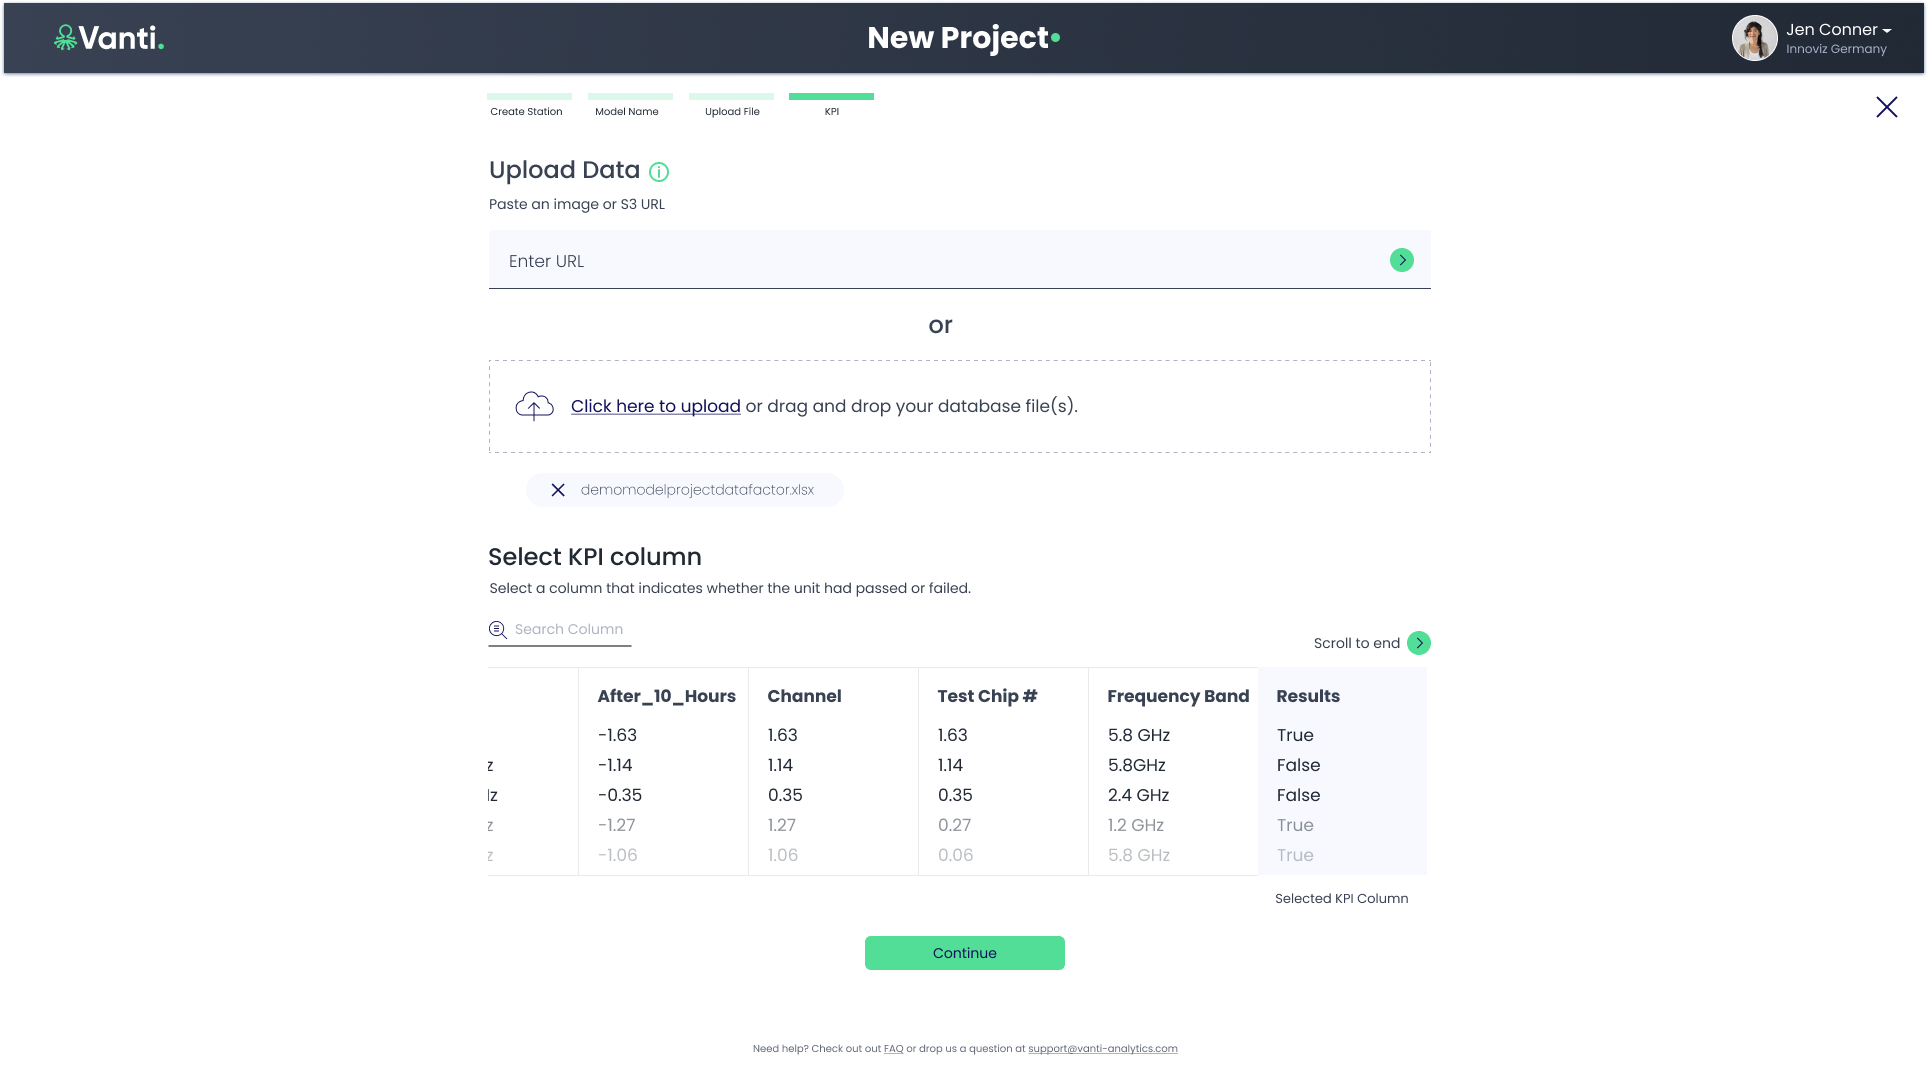 Vanti.
New Project
Jen Conner
Innoviz Germany
Create Station
Model Name
Upload File
KPI
Upload Data
Paste an image or S3 URL
Enter URL
or
Click here to upload or drag and drop your database file(s).
demomodelprojectdatafactor.xlsx
Select KPI column
Select a column that indicates whether the unit had passed or failed.
Search Column
Scroll to end
After_10_Hours Channel Test Chip # Frequency Band Results
-1.63 1.63 1.63 5.8 GHz True
z -1.14 1.14 1.14 5.8GHz False
Hz -0.35 0.35 0.35 2.4 GHz False
z -1.27 1.27 0.27 1.2 GHz True
z -1.06 1.06 0.06 5.8 GHz True
Selected KPI Column
Continue
Need help? Check out out FAQ or drop us a question at support@vanti-analytics.com